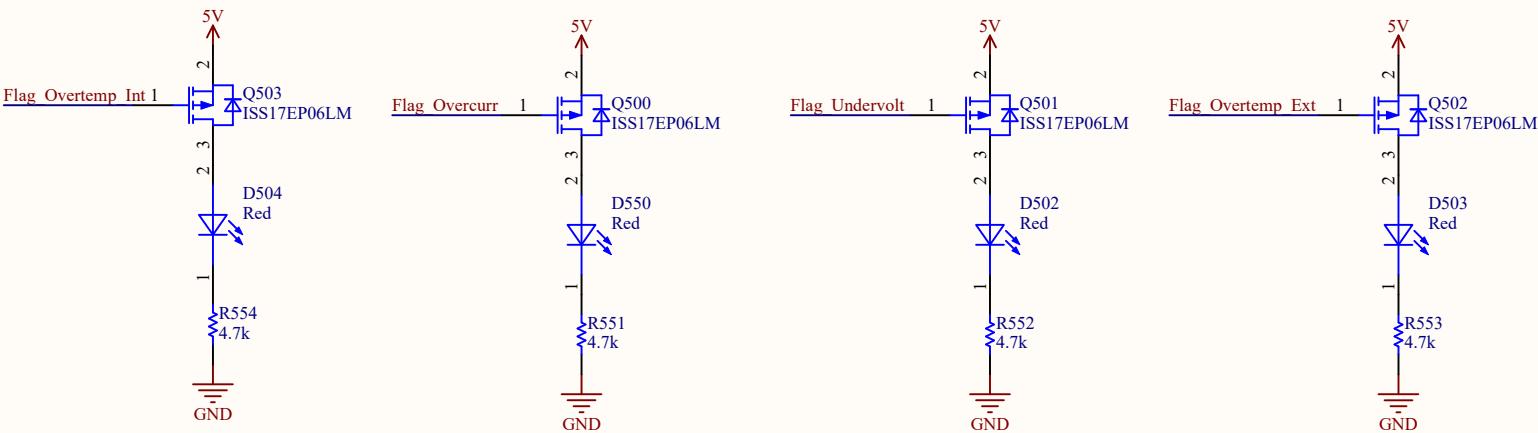 5V
2
Flag_Overtemp_Int 1
Q503
ISS17EP06LM
3
2
D504
Red
1
R554
4.7k
GND
5V
2
Flag_Overcurr 1
Q500
ISS17EP06LM
3
2
D550
Red
1
R551
4.7k
GND
5V
2
Flag_Undervolt 1
Q501
ISS17EP06LM
3
2
D502
Red
1
R552
4.7k
GND
5V
2
Flag_Overtemp_Ext 1
Q502
ISS17EP06LM
3
2
D503
Red
1
R553
4.7k
GND